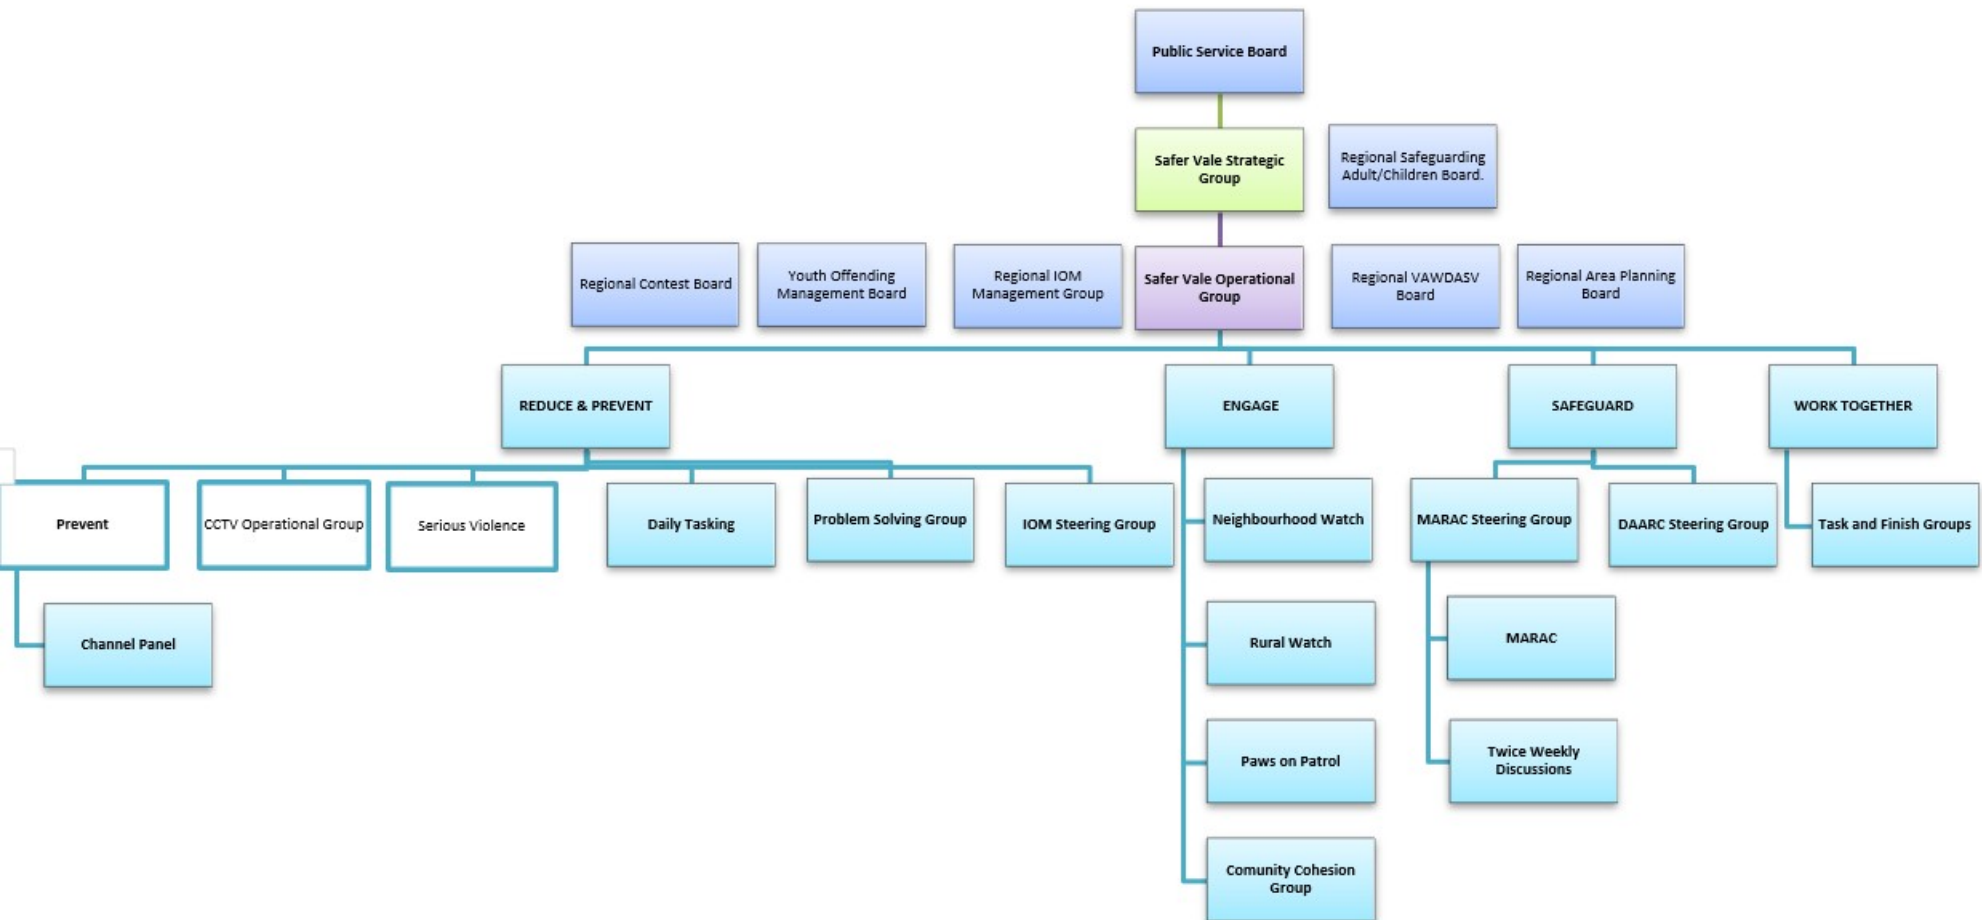 Public Service Board
Safer Vale Strategic
Group
Regional Safeguarding
Adult/Children Board.
Regional Contest Board
Youth Offending
Management Board
Regional IOM
Management Group
Safer Vale Operational
Group
Regional VAWDASV
Board
Regional Area Planning
Board
REDUCE & PREVENT
ENGAGE
SAFEGUARD
WORK TOGETHER
Prevent
CCTV Operational Group
Serious Violence
Daily Tasking
Problem Solving Group
IOM Steering Group
Neighbourhood Watch
MARAC Steering Group
DAARC Steering Group
Task and Finish Groups
Channel Panel
Rural Watch
MARAC
Paws on Patrol
Twice Weekly
Discussions
Comunity Cohesion
Group